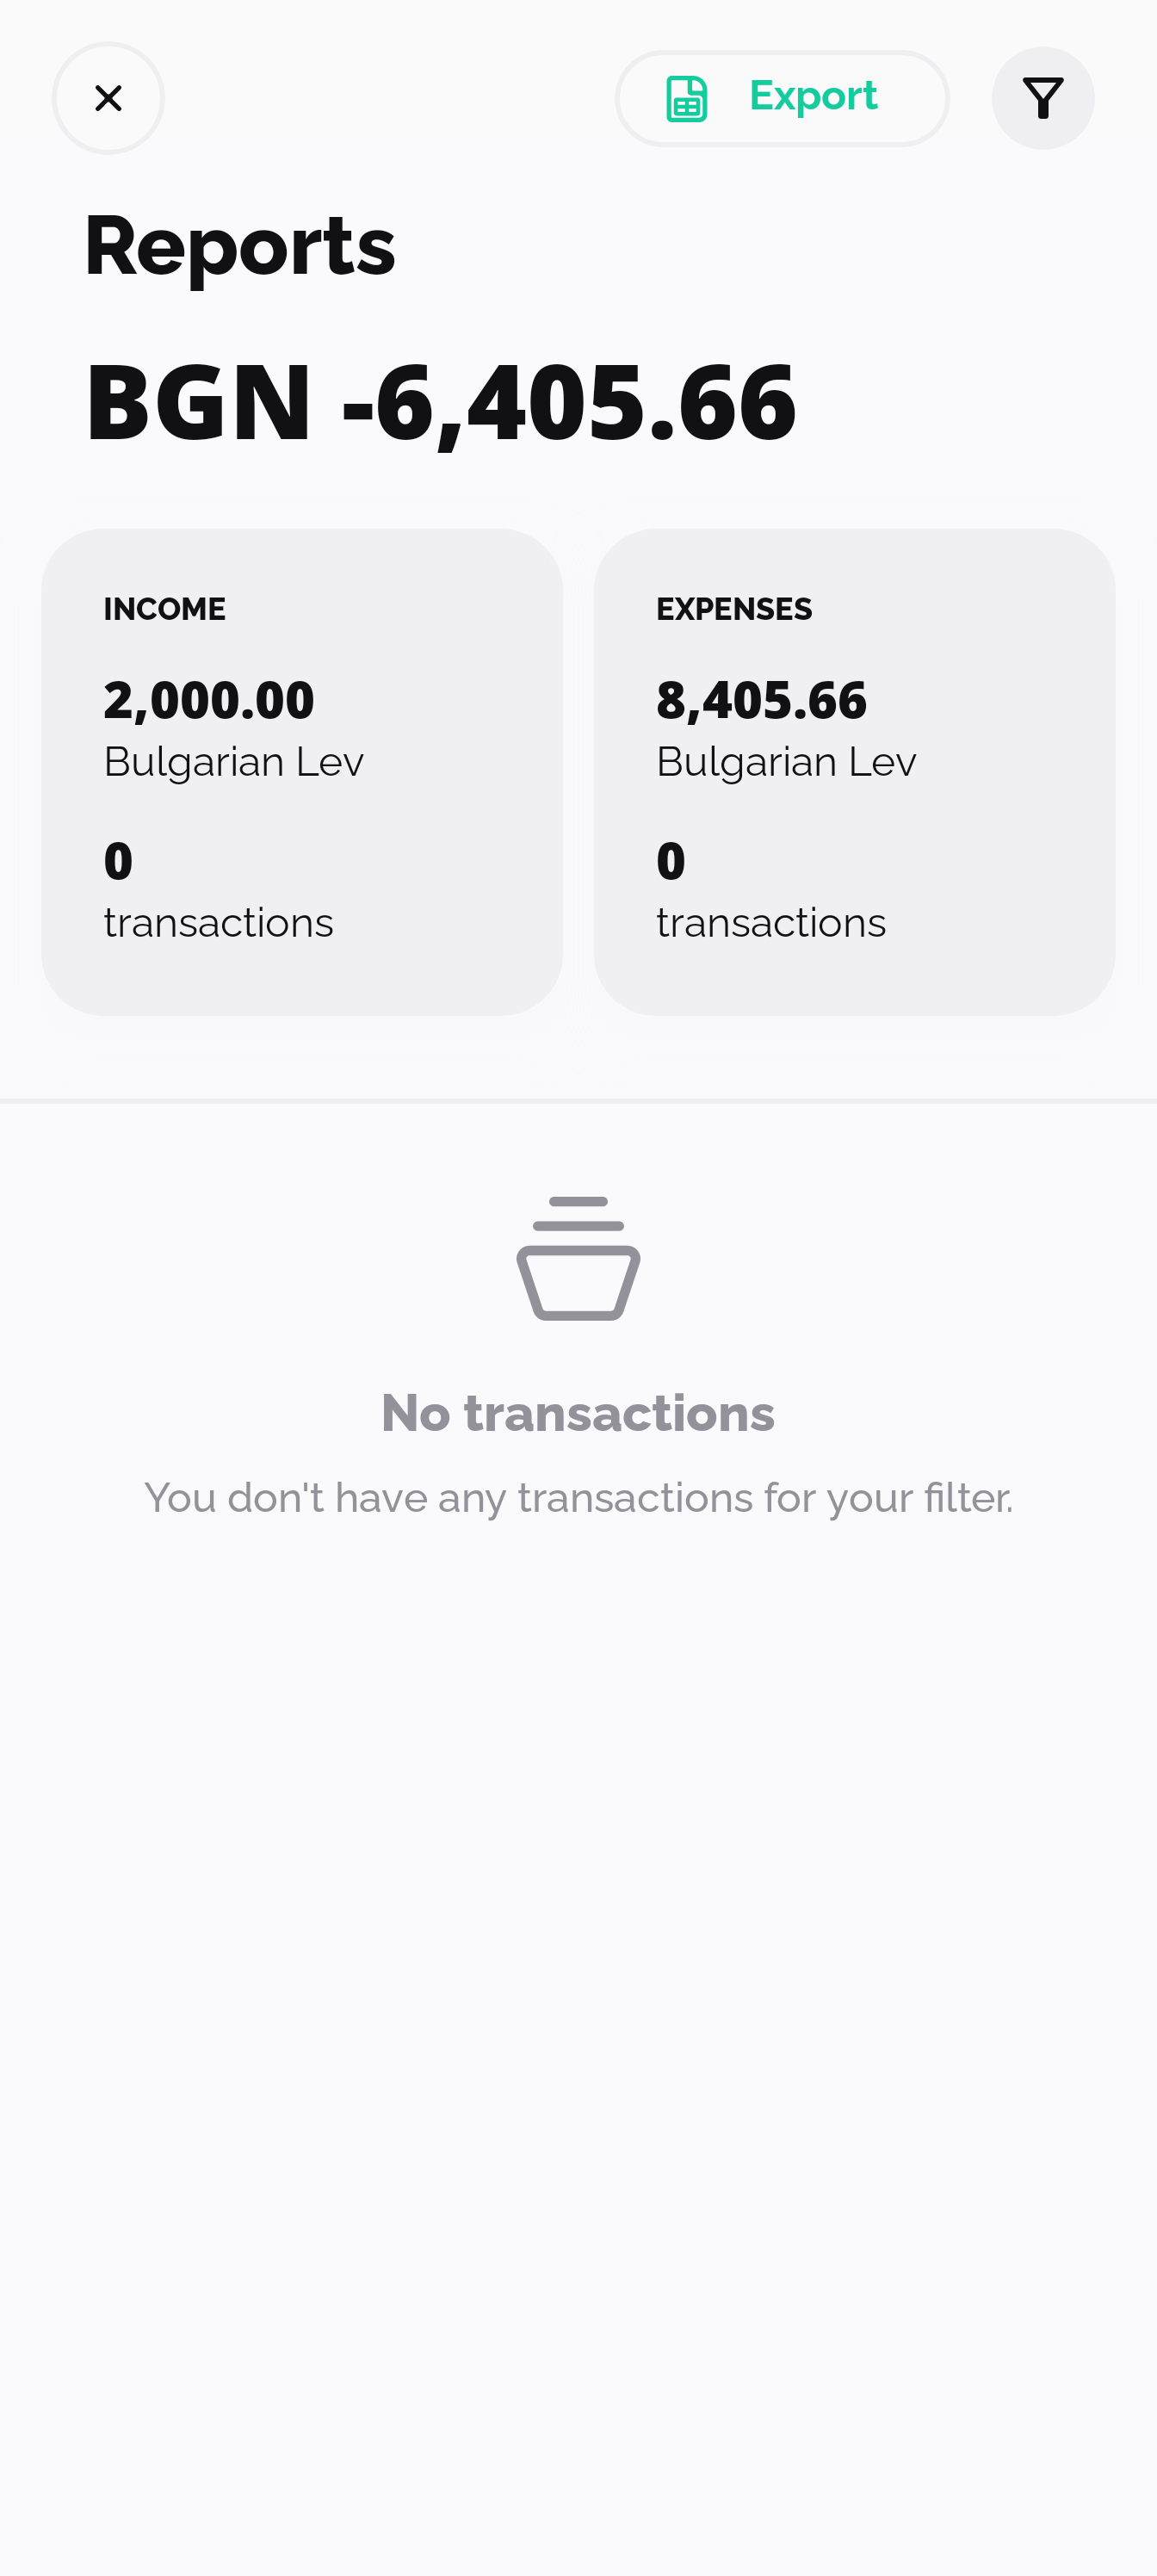 Export
Reports
BGN -6,405.66
INCOME
2,000.00
Bulgarian Lev
0
transactions
EXPENSES
8,405.66
Bulgarian Lev
0
transactions
No transactions
You don't have any transactions for your filter.